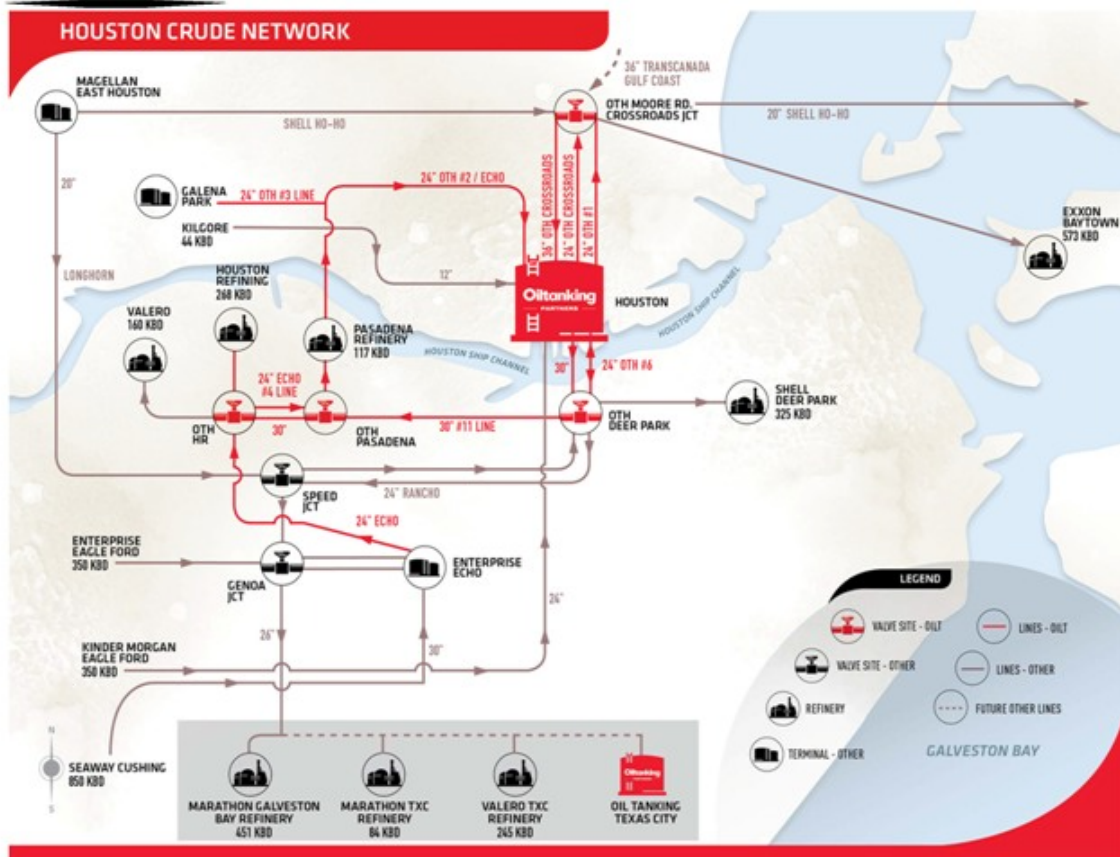 HOUSTON CRUDE NETWORK
36" TRANSCANADA
GULF COAST
MAGELLAN
EAST HOUSTON
SHELL HO-HO
OTH MOORE RD.
CROSSROADS JCT
20" SHELL HO-HO
20"
GALENA
PARK
24" OTH #3 LINE
24" OTH #2 / ECHO
36" OTH CROSSROADS
24" OTH CROSSROADS
24" OTH #1
KILGORE
44 KBD
12"
EXXON
BAYTOWN
573 KBD
LONGHORN
HOUSTON
REFINING
268 KBD
Oiltanking
PARTNERS
HOUSTON
HOUSTON SHIP CHANNEL
VALERO
160 KBD
PASADENA
REFINERY
117 KBD
HOUSTON SHIP
CHANNEL
30"
24" OTH #6
24" ECHO
#4 LINE
SHELL
DEER PARK
325 KBD
OTH
HR
30"
OTH
PASADENA
30" #11 LINE
OTH
DEER PARK
SPEED
JCT
24" RANCHO
24" ECHO
ENTERPRISE
EAGLE FORD
350 KBD
GENOA
JCT
ENTERPRISE
ECHO
24"
26"
30"
KINDER MORGAN
EAGLE FORD
350 KBD
LEGEND
VALVE SITE - OILT
LINES - OILT
VALVE SITE - OTHER
LINES - OTHER
REFINERY
FUTURE OTHER LINES
TERMINAL - OTHER
GALVESTON BAY
N
S
SEAWAY CUSHING
850 KBD
MARATHON GALVESTON
BAY REFINERY
451 KBD
MARATHON TXC
REFINERY
84 KBD
VALERO TXC
REFINERY
245 KBD
Oiltanking
OIL TANKING
TEXAS CITY